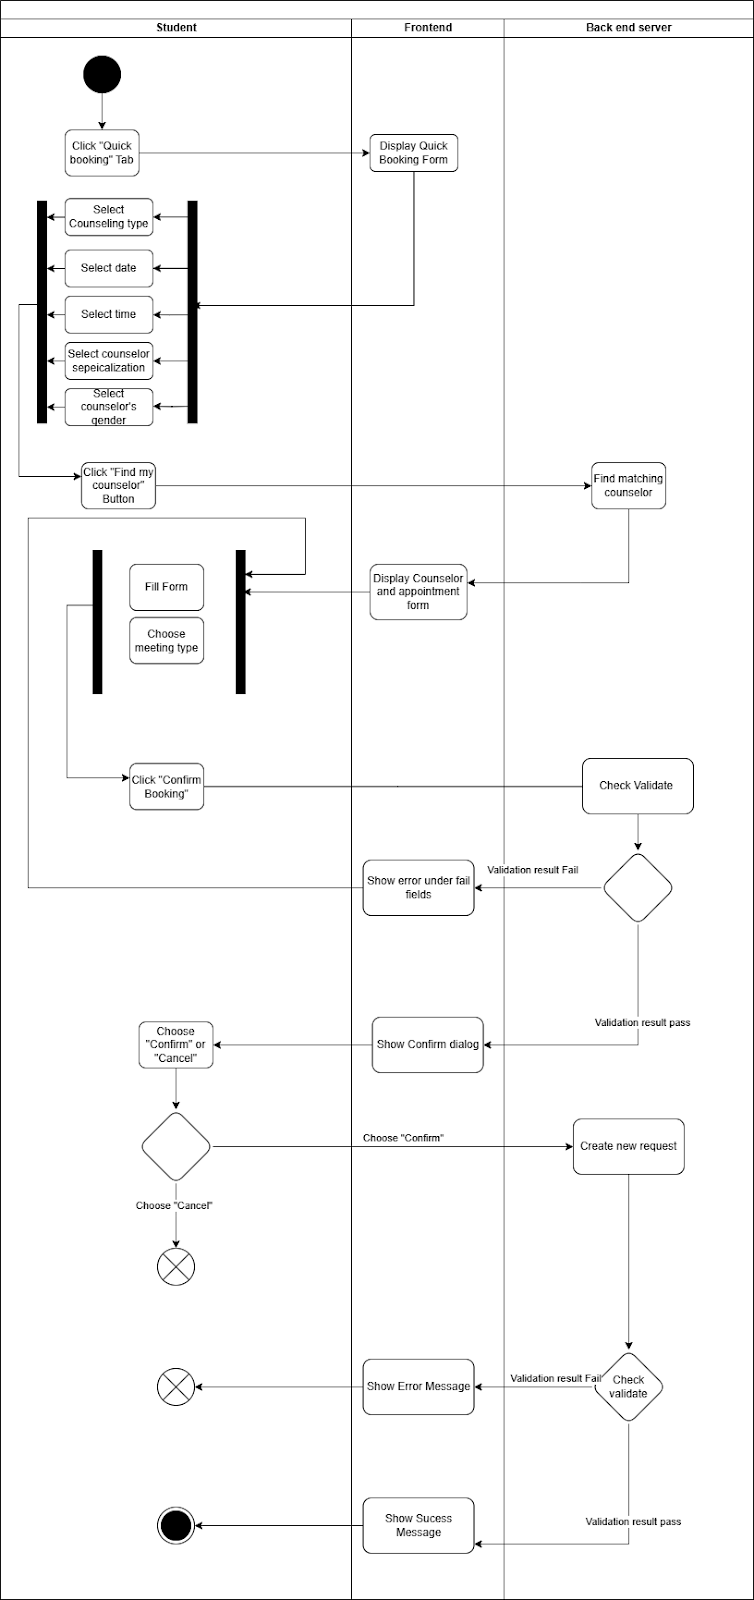 Student
Frontend
Back end server
Click "Quick
booking" Tab
Display Quick
Booking Form
Select
Counseling type
Select date
Select time
Select counselor
sepeicalization
Select
counselor's
gender
Click "Find my
counselor"
Button
Find matching
counselor
Fill Form
Display Counselor
and appointment
form
Choose
meeting type
Click "Confirm
Booking"
Check Validate
Validation result Fail
Show error under fail
fields
Validation result pass
Choose
"Confirm" or
"Cancel"
Show Confirm dialog
Choose "Confirm"
Create new request
Choose "Cancel"
Show Error Message
Validation result Fail
Check
validate
Show Sucess
Message
Validation result pass